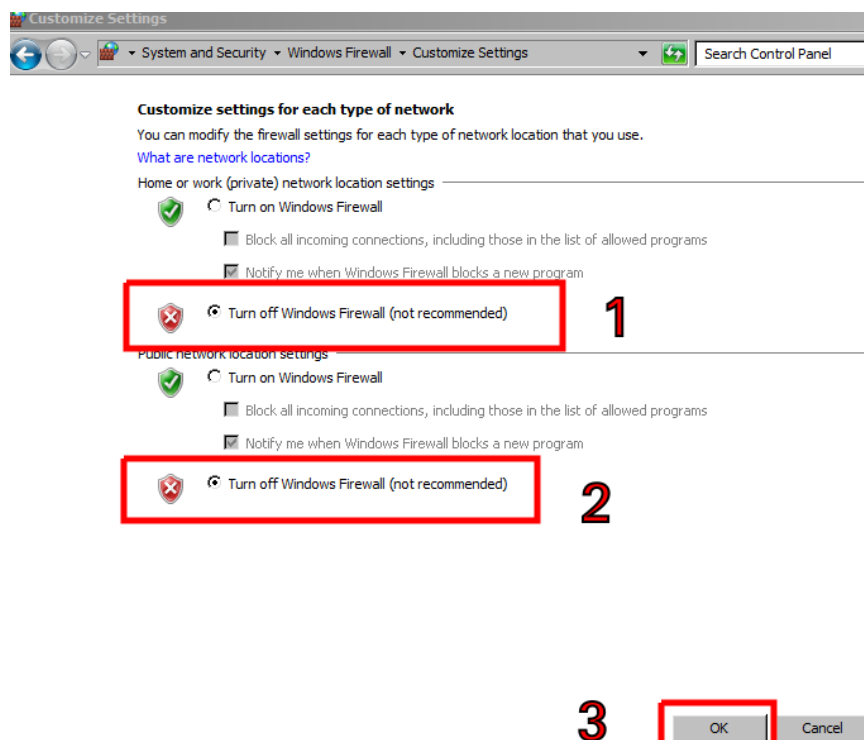 Customize Settings
System and Security Windows Firewall Customize Settings Search Control Panel
Customize settings for each type of network
You can modify the firewall settings for each type of network location that you use.
What are network locations?
Home or work (private) network location settings
Turn on Windows Firewall
Block all incoming connections, including those in the list of allowed programs
Notify me when Windows Firewall blocks a new program
Turn off Windows Firewall (not recommended) 1
Public network location settings
Turn on Windows Firewall
Block all incoming connections, including those in the list of allowed programs
Notify me when Windows Firewall blocks a new program
Turn off Windows Firewall (not recommended) 2
3 OK Cancel